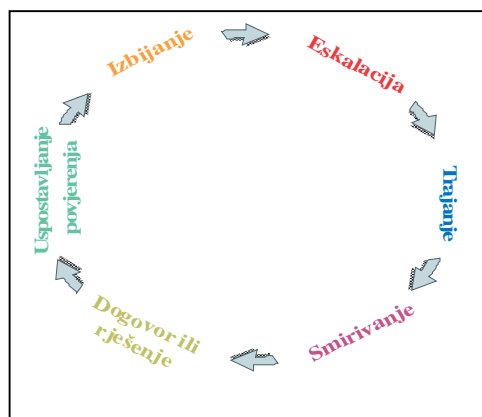 Izbijanje
Eskalacija
Trajanje
Smirivanje
Dogovor ili
rješenje
Uspostavljanje
povjerenja